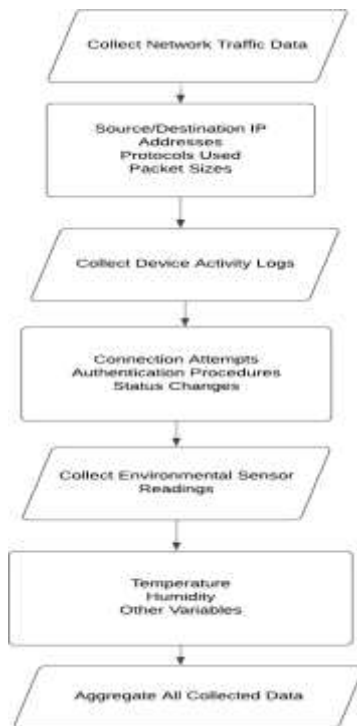 Collect Network Traffic Data
Source/Destination IP
Addresses
Protocols Used
Packet Sizes
Collect Device Activity Logs
Connection Attempts
Authentication Procedures
Status Changes
Collect Environmental Sensor
Readings
Temperature
Humidity
Other Variables
Aggregate All Collected Data